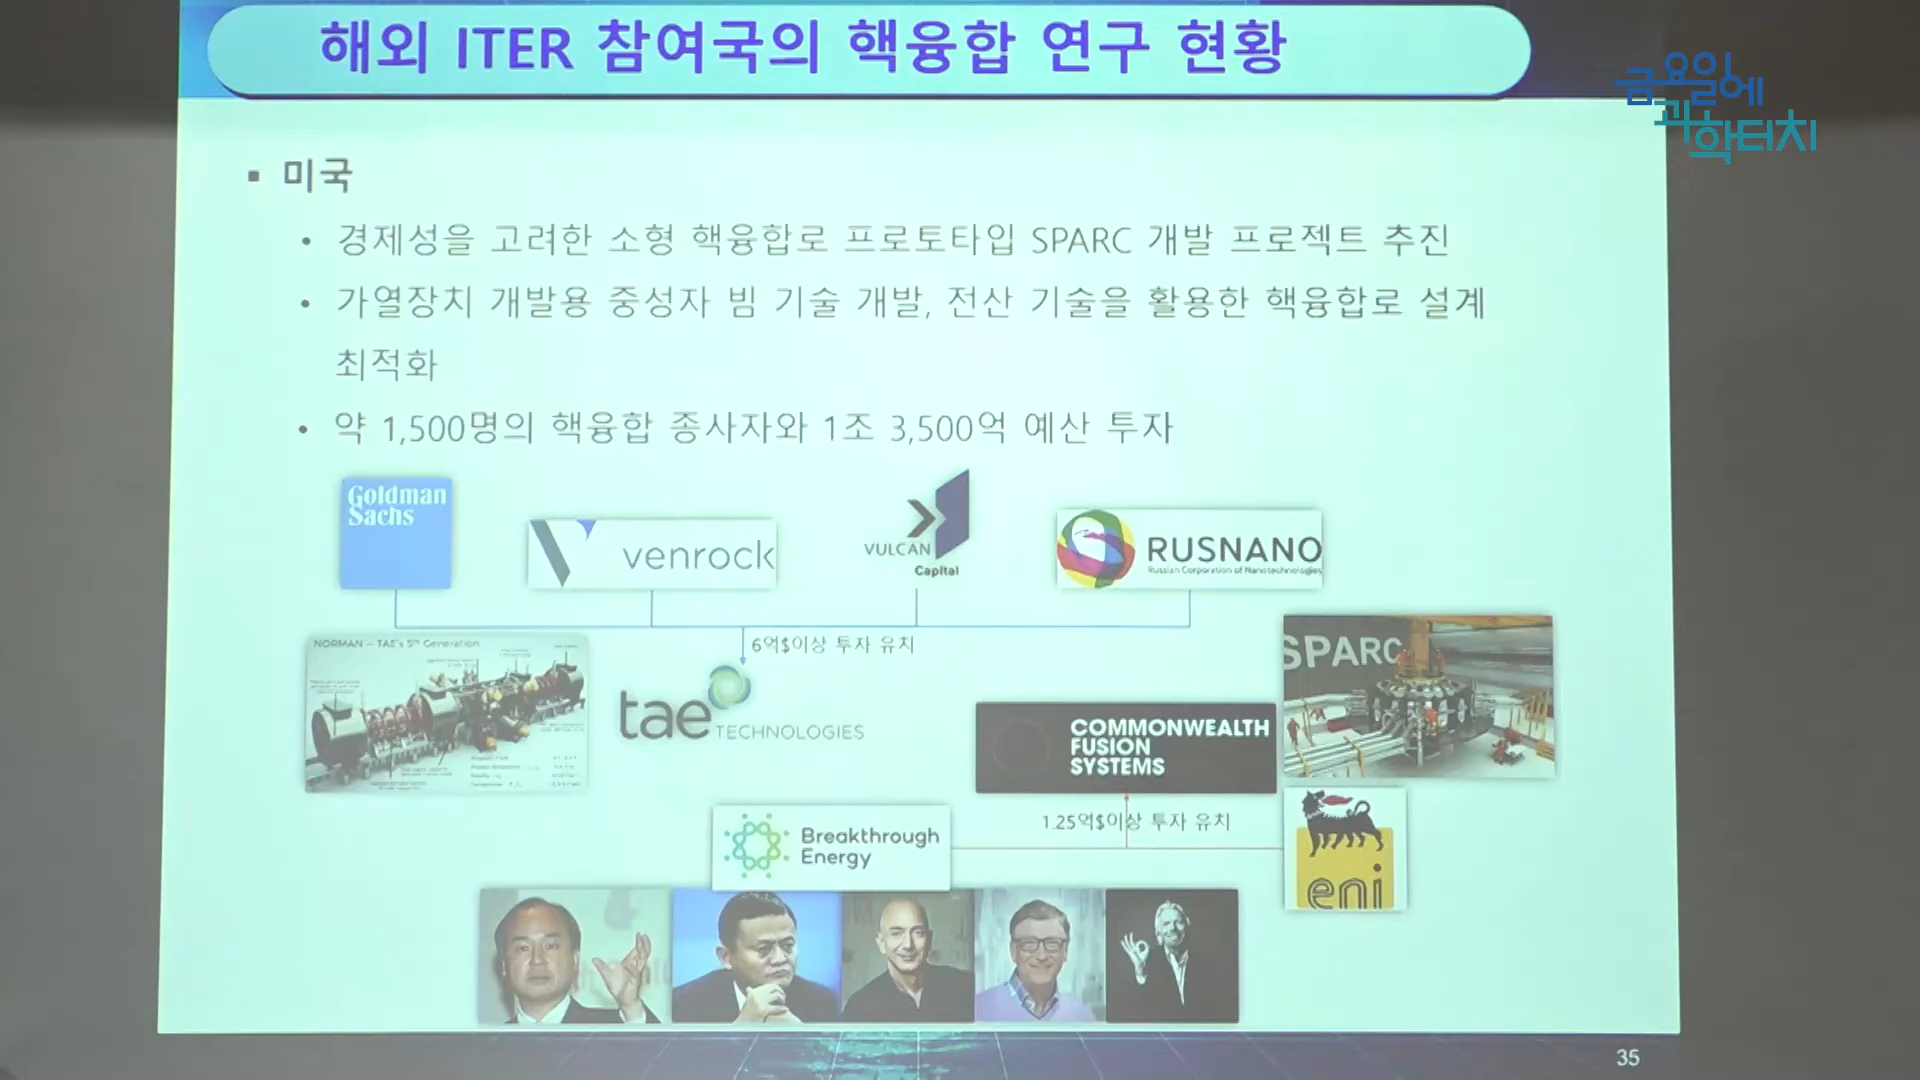 해외 ITER 참여국의 핵융합 연구 현황
금요일에
과학터치
▪ 미국
• 경제성을 고려한 소형 핵융합로 프로토타입 SPARC 개발 프로젝트 추진
• 가열장치 개발용 중성자 빔 기술 개발, 전산 기술을 활용한 핵융합로 설계
최적화
• 약 1,500명의 핵융합 종사자와 1조 3,500억 예산 투자
Goldman
Sachs
venrock
VULCAN
Capital
RUSNANO
Russian Corporation of Nanotechnologies
6억$이상 투자 유치
NORMAN – TAE's 5th Generation
tae TECHNOLOGIES
COMMONWEALTH
FUSION
SYSTEMS
SPARC
1.25억$이상 투자 유치
Breakthrough
Energy
eni
35